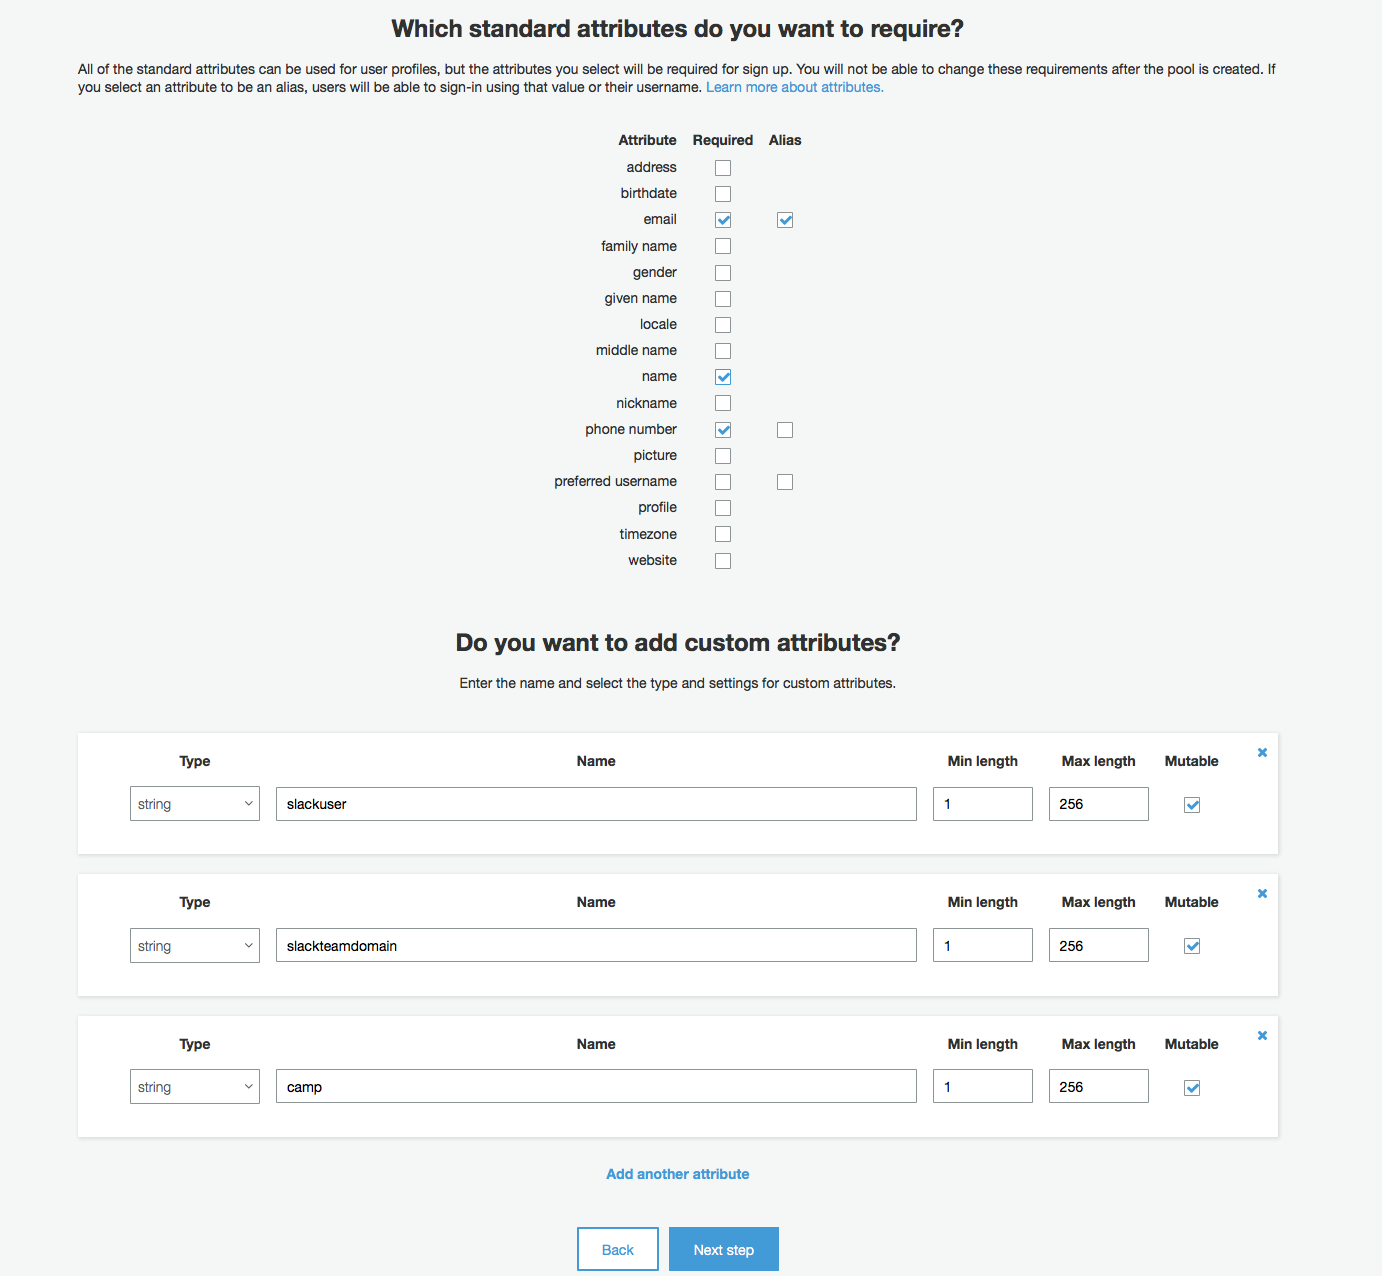 Which standard attributes do you want to require?
All of the standard attributes can be used for user profiles, but the attributes you select will be required for sign up. You will not be able to change these requirements after the pool is created. If
you select an attribute to be an alias, users will be able to sign-in using that value or their username. Learn more about attributes.
Attribute Required Alias
address
birthdate
email
family name
gender
given name
locale
middle name
name
nickname
phone number
picture
preferred username
profile
timezone
website
Do you want to add custom attributes?
Enter the name and select the type and settings for custom attributes.
Type Name Min length Max length Mutable
string slackuser 1 256
Type Name Min length Max length Mutable
string slackteamdomain 1 256
Type Name Min length Max length Mutable
string camp 1 256
Add another attribute
Back Next step